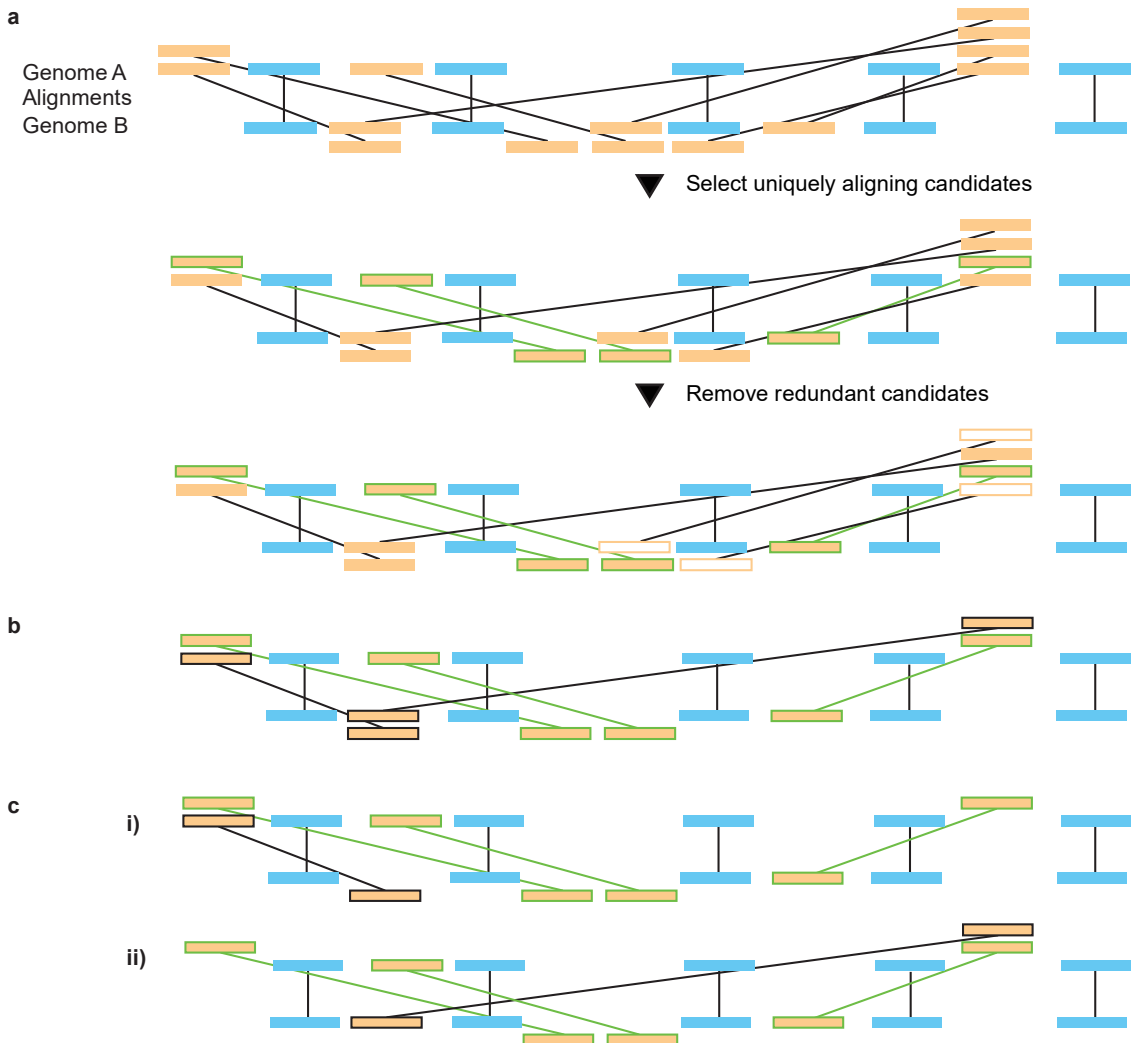 a
Genome A
Alignments
Genome B
Select uniquely aligning candidates
Remove redundant candidates
b
c
i)
ii)